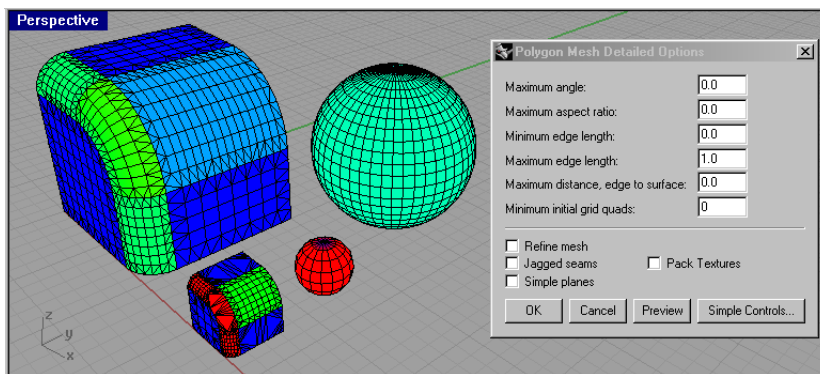 Perspective
Polygon Mesh Detailed Options
Maximum angle: 0.0
Maximum aspect ratio: 0.0
Minimum edge length: 0.0
Maximum edge length: 1.0
Maximum distance, edge to surface: 0.0
Minimum initial grid quads: 0
Refine mesh
Jagged seams Pack Textures
Simple planes
OK Cancel Preview Simple Controls...
z
y
x